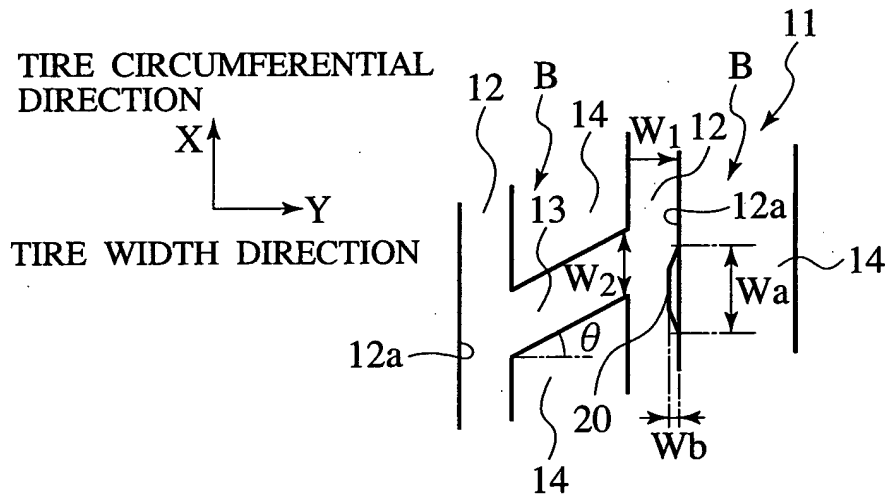 TIRE CIRCUMFERENTIAL
DIRECTION
X
Y
TIRE WIDTH DIRECTION
11
12
B
14
W1
12
B
13
12a
W2
Wa
14
12a
θ
20
Wb
14